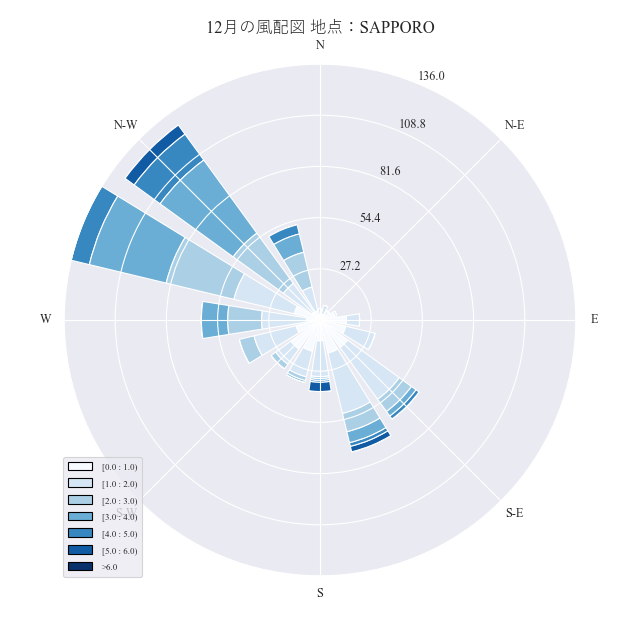 12月の風配図 地点：SAPPORO
N
136.0
N-W
N-E
108.8
81.6
54.4
27.2
W
E
[0.0 : 1.0)
[1.0 : 2.0)
[2.0 : 3.0)
[3.0 : 4.0)
[4.0 : 5.0)
[5.0 : 6.0)
>6.0
S-W
S-E
S